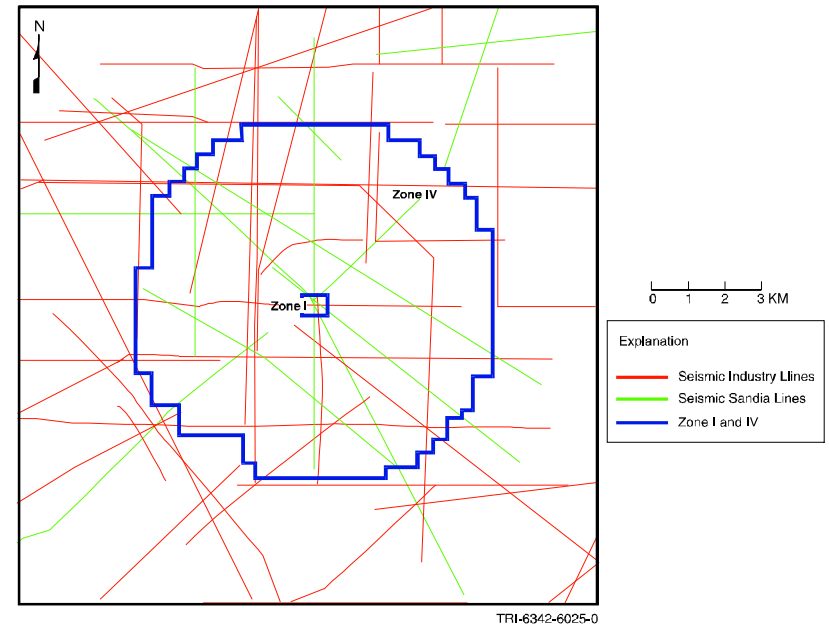 N
Zone IV
Zone I
0 1 2 3 KM
Explanation
Seismic Industry Llines
Seismic Sandia Lines
Zone I and IV
TRI-6342-6025-0